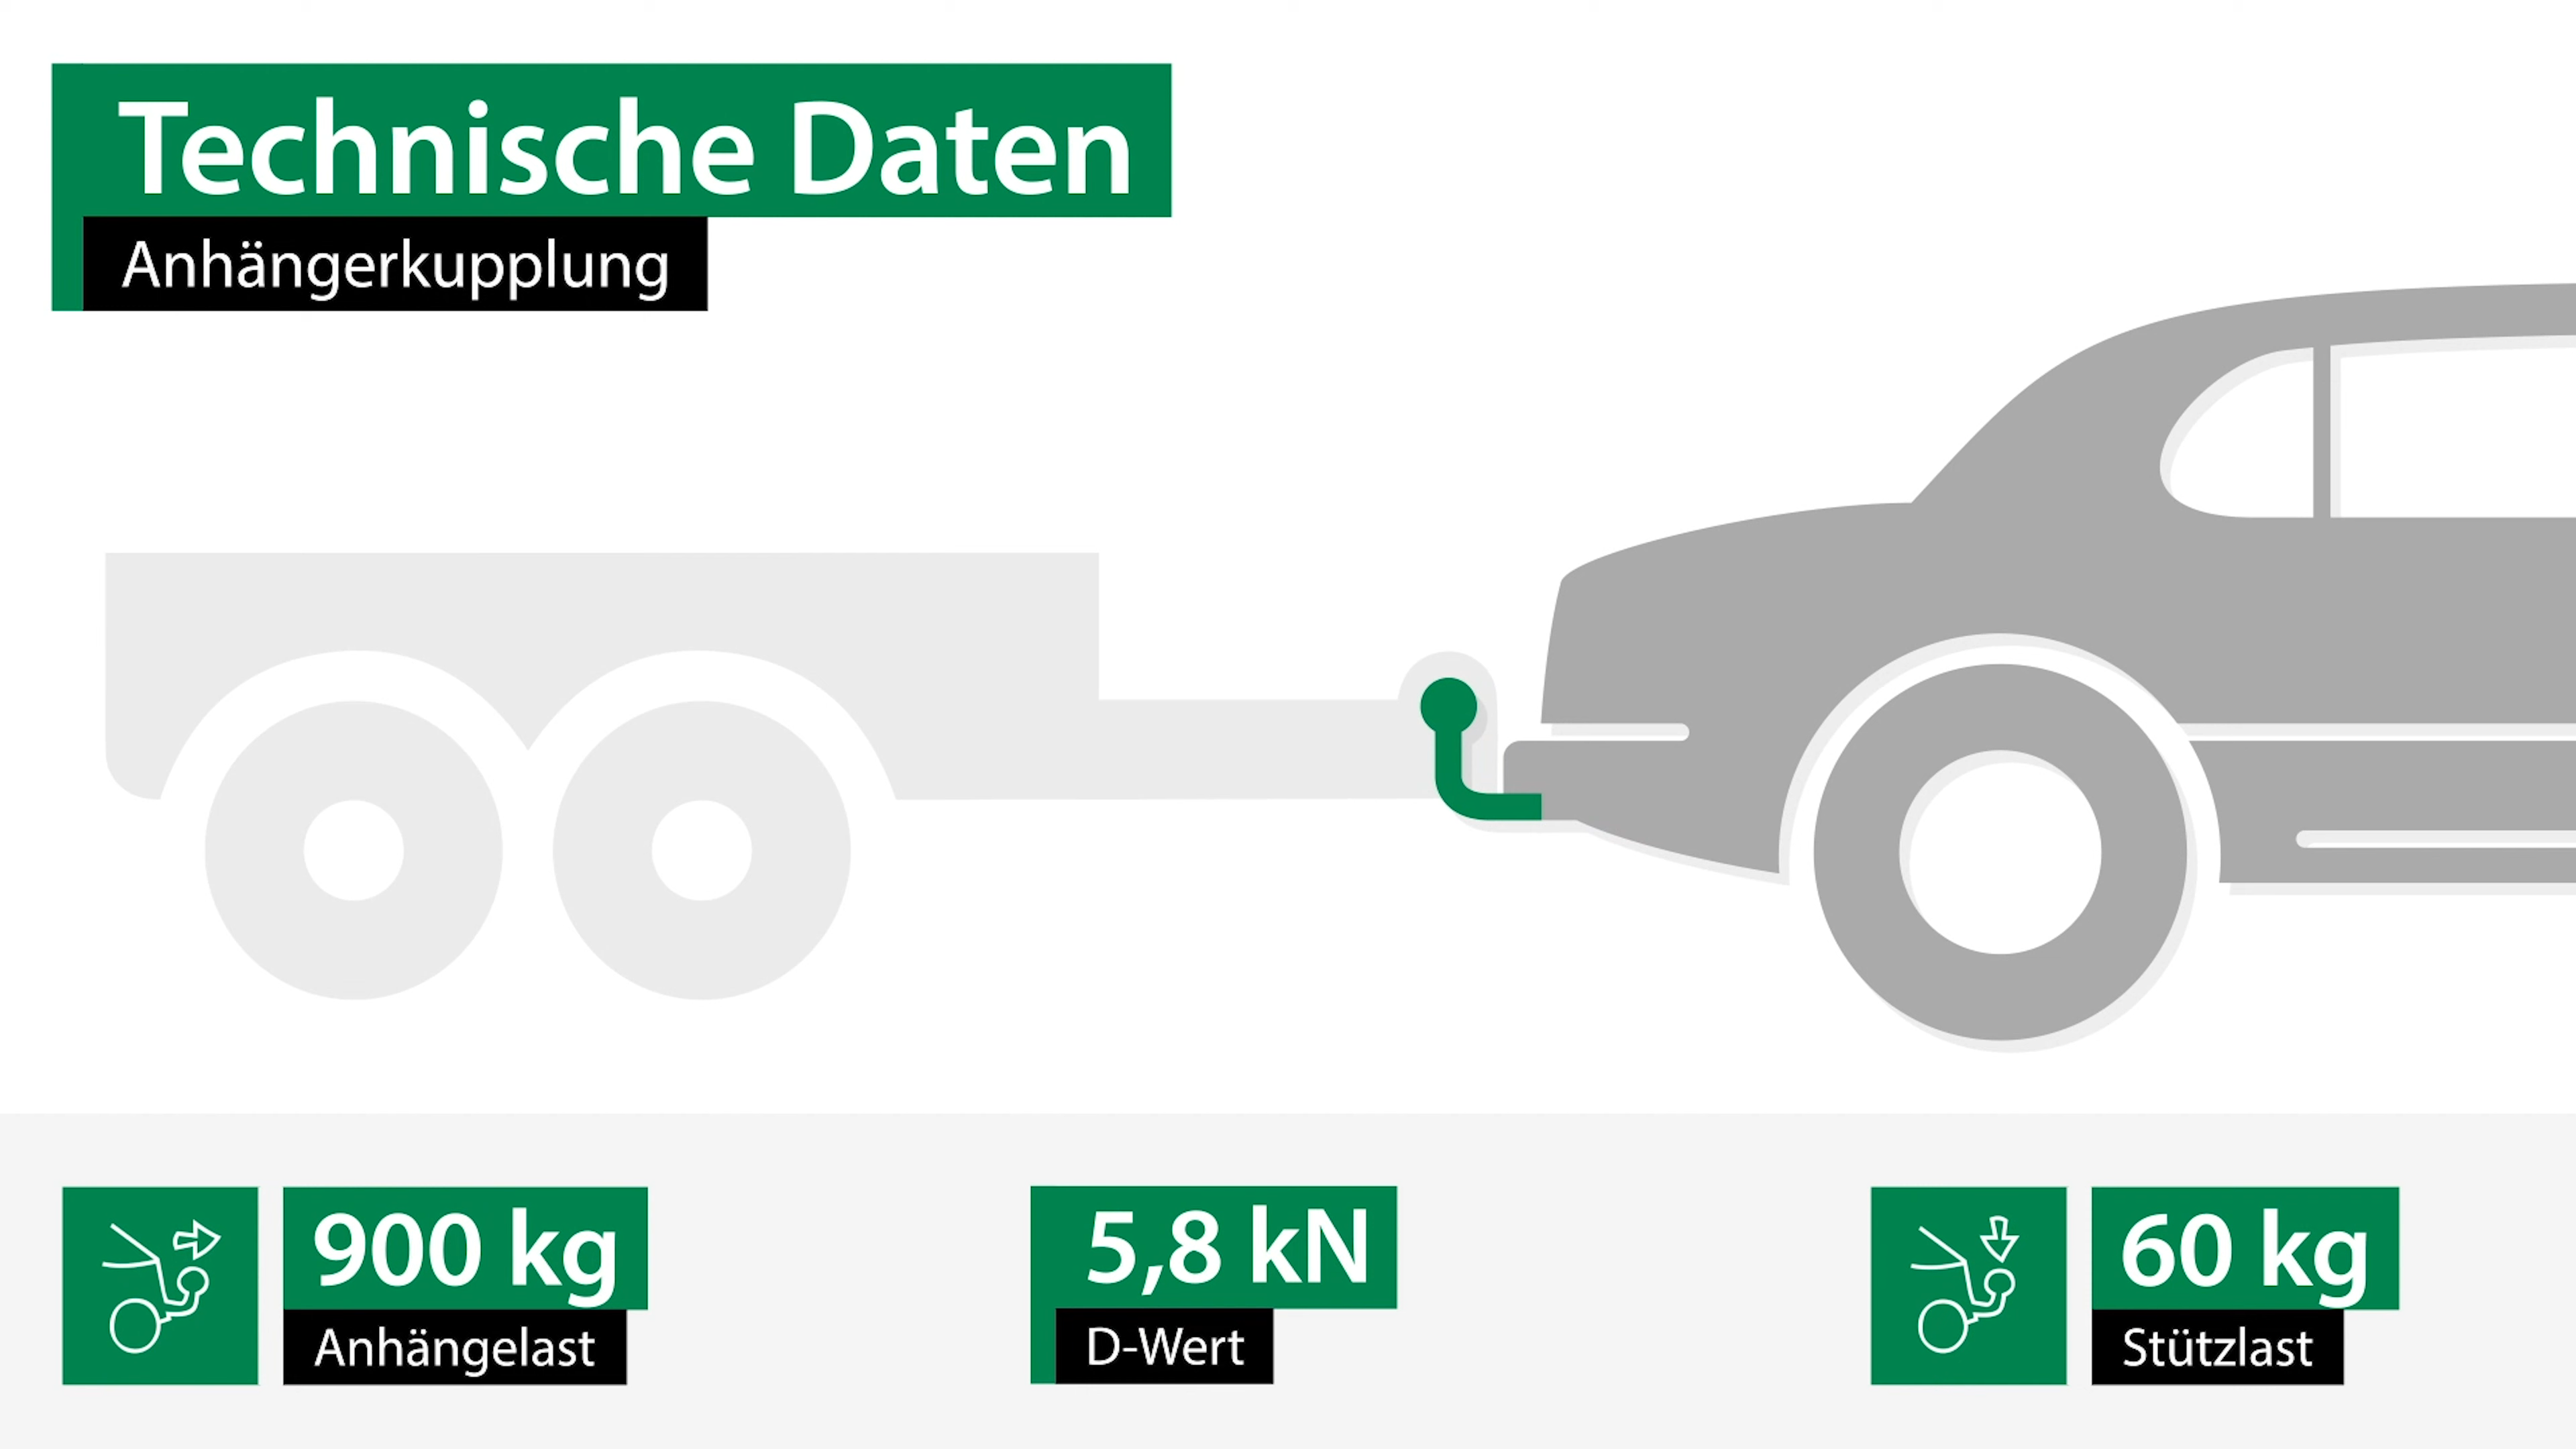 Technische Daten
Anhängerkupplung
900 kg
Anhängelast
5,8 kN
D-Wert
60 kg
Stützlast